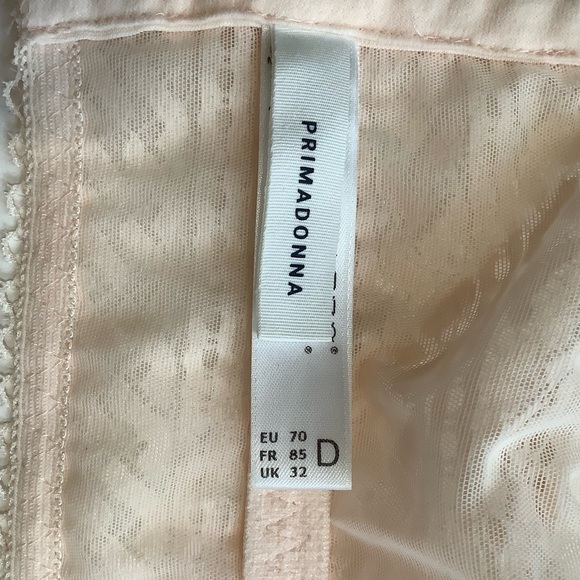 PRIMADONNA
EU 70
FR 85
UK 32
D